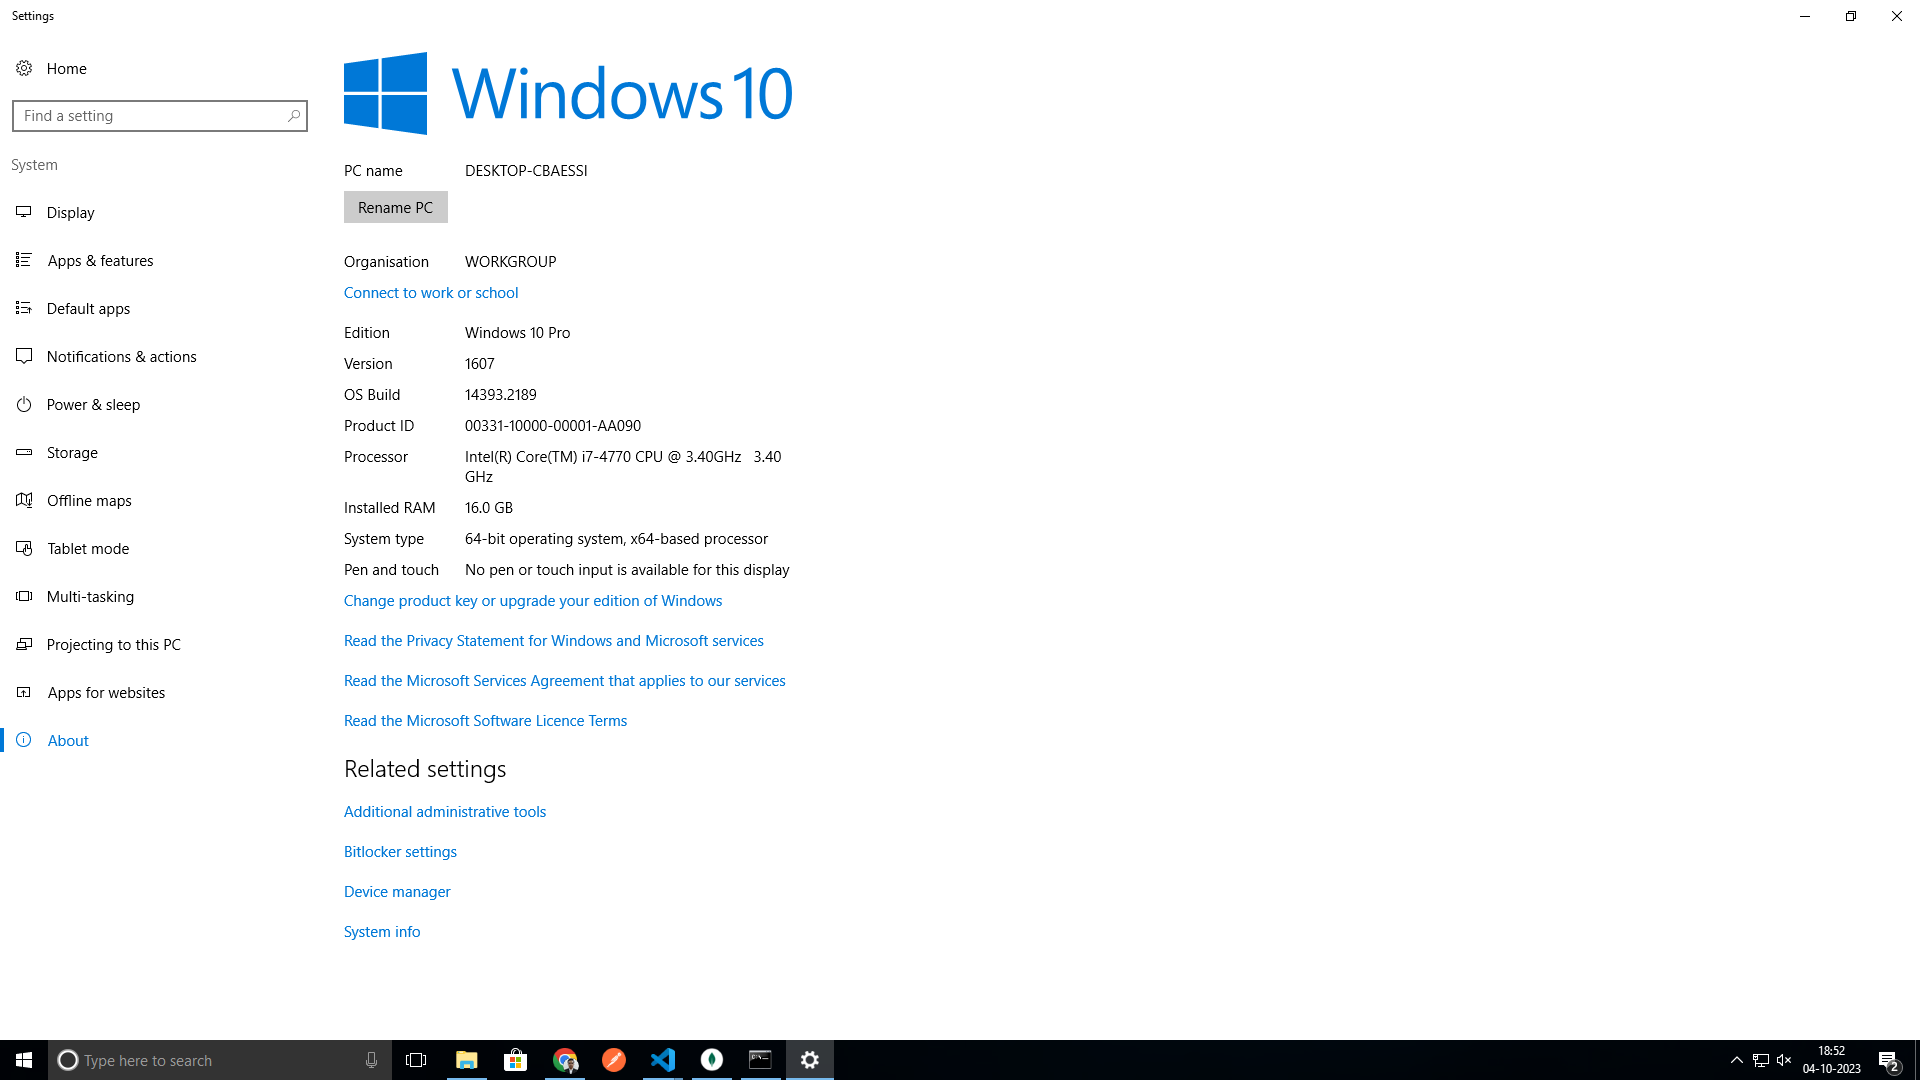 Settings
Home
Find a setting
System
Display
Apps & features
Default apps
Notifications & actions
Power & sleep
Storage
Offline maps
Tablet mode
Multi-tasking
Projecting to this PC
Apps for websites
About
Windows 10
PC name DESKTOP-CBAESSI
Rename PC
Organisation WORKGROUP
Connect to work or school
Edition Windows 10 Pro
Version 1607
OS Build 14393.2189
Product ID 00331-10000-00001-AA090
Processor Intel(R) Core(TM) i7-4770 CPU @ 3.40GHz 3.40
GHz
Installed RAM 16.0 GB
System type 64-bit operating system, x64-based processor
Pen and touch No pen or touch input is available for this display
Change product key or upgrade your edition of Windows
Read the Privacy Statement for Windows and Microsoft services
Read the Microsoft Services Agreement that applies to our services
Read the Microsoft Software Licence Terms
Related settings
Additional administrative tools
Bitlocker settings
Device manager
System info
Type here to search
18:52
04-10-2023
2